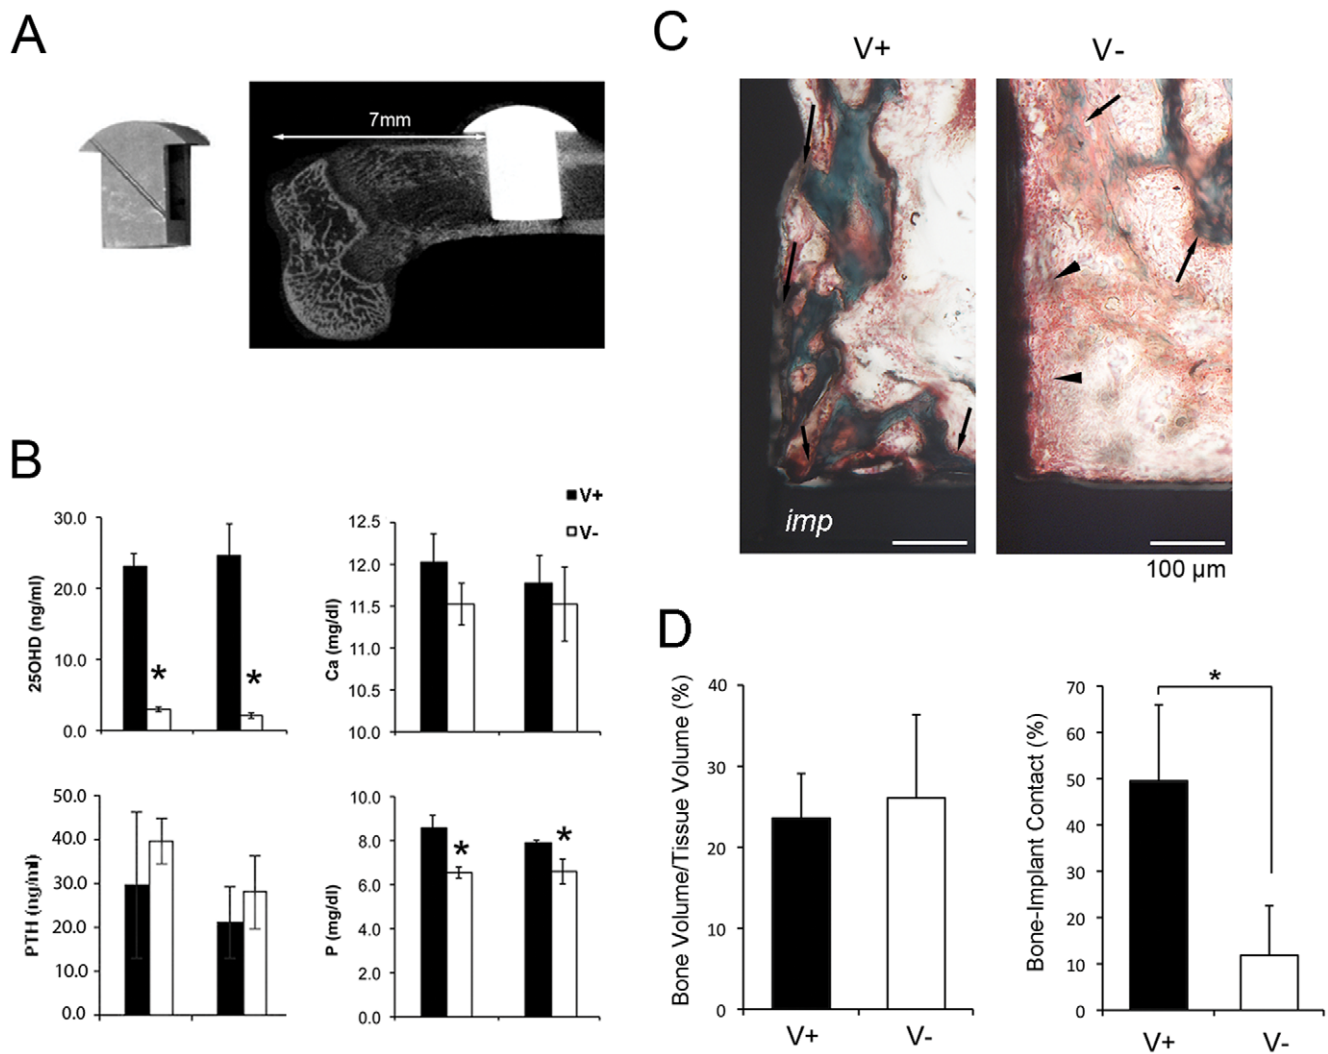 A
7mm
B
V+
V-
30.0
20.0
10.0
0.0
25OHD (ng/ml)
*
*
12.5
12.0
11.5
11.0
10.5
10.0
Ca (mg/dl)
50.0
40.0
30.0
20.0
10.0
0.0
PTH (ng/ml)
10.0
8.0
6.0
4.0
2.0
0.0
P (mg/dl)
*
*
C
V+
V-
imp
100 µm
D
40
30
20
10
0
Bone Volume/Tissue Volume (%)
V+
V-
70
60
50
40
30
20
10
0
Bone-Implant Contact (%)
*
V+
V-